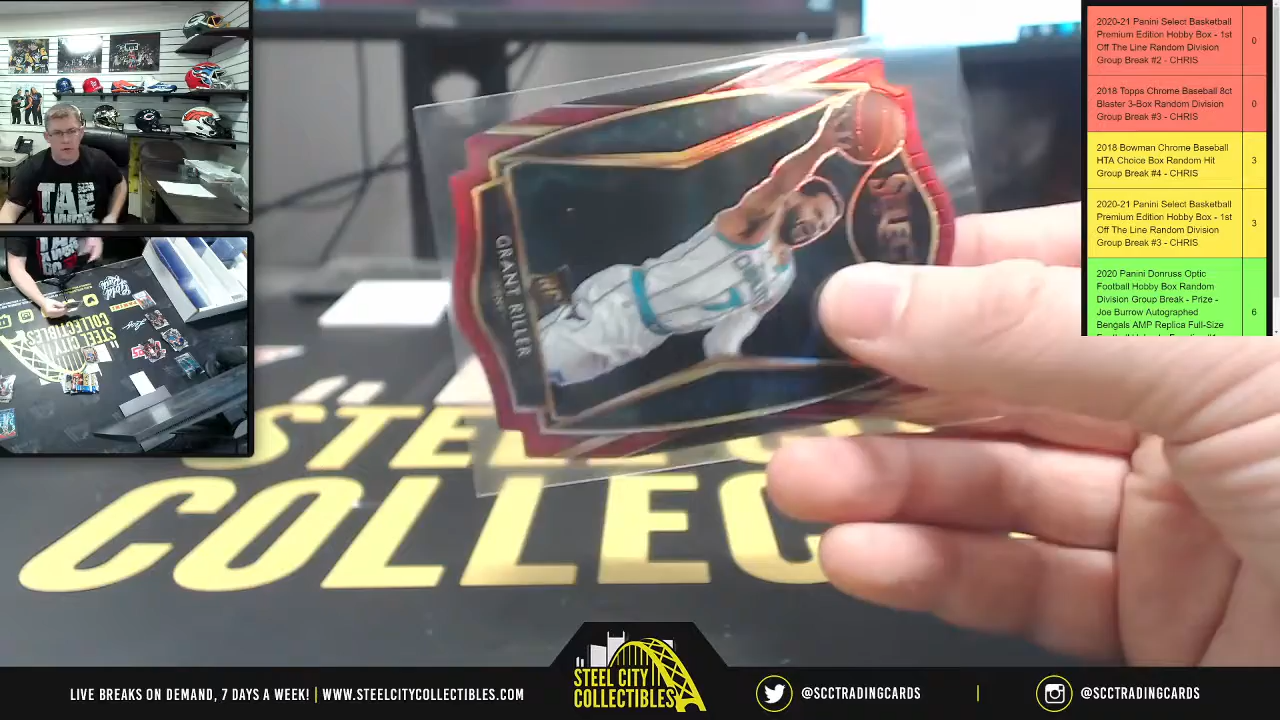 2020-21 Panini Select Basketball
Premium Edition Hobby Box - 1st
Off The Line Random Division
Group Break #2 - CHRIS
0
2018 Topps Chrome Baseball 8ct
Blaster 3-Box Random Division
Group Break #3 - CHRIS
0
2018 Bowman Chrome Baseball
HTA Choice Box Random Hit
Group Break #4 - CHRIS
3
2020-21 Panini Select Basketball
Premium Edition Hobby Box - 1st
Off The Line Random Division
Group Break #3 - CHRIS
3
2020 Panini Donruss Optic
Football Hobby Box Random
Division Group Break - Prize -
Joe Burrow Autographed
Bengals AMP Replica Full-Size
6
GRANT RILLER
7
STEEL
COLLEC
STEEL CITY
COLLECTIBLES
LIVE BREAKS ON DEMAND, 7 DAYS A WEEK! | WWW.STEELCITYCOLLECTIBLES.COM
@SCCTRADINGCARDS | @SCCTRADINGCARDS